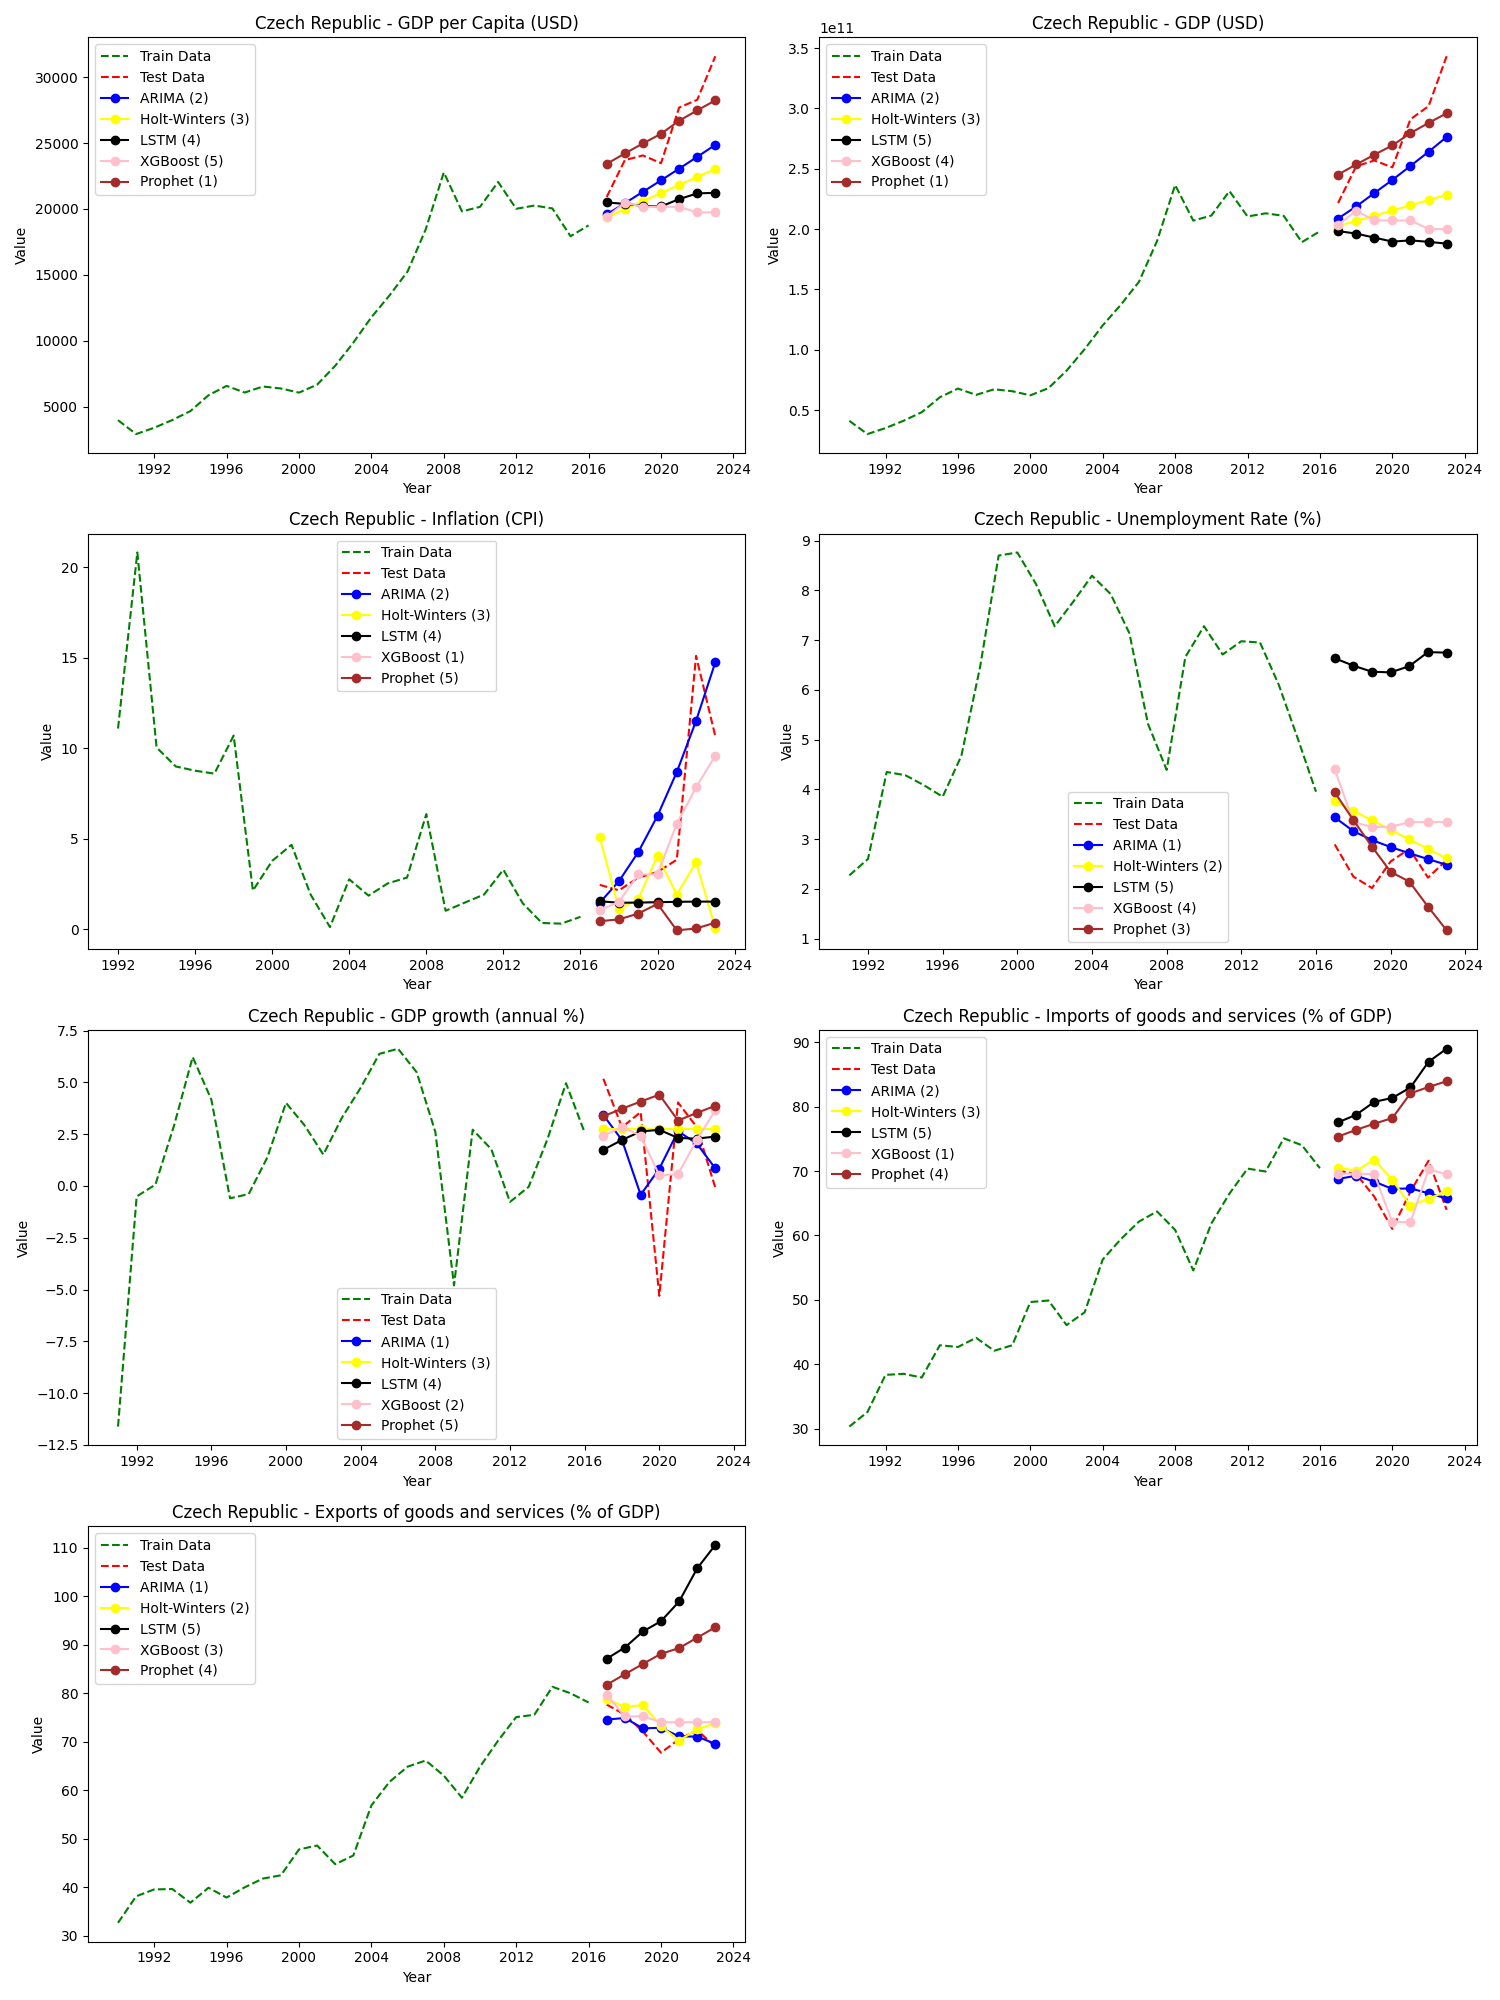 Czech Republic - GDP per Capita (USD)
Value
30000
25000
20000
15000
10000
5000
Train Data
Test Data
ARIMA (2)
Holt-Winters (3)
LSTM (4)
XGBoost (5)
Prophet (1)
1992 1996 2000 2004 2008 2012 2016 2020 2024
Year
Czech Republic - GDP (USD)
1e11
Value
3.5
3.0
2.5
2.0
1.5
1.0
0.5
Train Data
Test Data
ARIMA (2)
Holt-Winters (3)
LSTM (5)
XGBoost (4)
Prophet (1)
1992 1996 2000 2004 2008 2012 2016 2020 2024
Year
Czech Republic - Inflation (CPI)
Value
20
15
10
5
0
Train Data
Test Data
ARIMA (2)
Holt-Winters (3)
LSTM (4)
XGBoost (1)
Prophet (5)
1992 1996 2000 2004 2008 2012 2016 2020 2024
Year
Czech Republic - Unemployment Rate (%)
Value
9
8
7
6
5
4
3
2
1
Train Data
Test Data
ARIMA (1)
Holt-Winters (2)
LSTM (5)
XGBoost (4)
Prophet (3)
1992 1996 2000 2004 2008 2012 2016 2020 2024
Year
Czech Republic - GDP growth (annual %)
Value
7.5
5.0
2.5
0.0
−2.5
−5.0
−7.5
−10.0
−12.5
Train Data
Test Data
ARIMA (1)
Holt-Winters (3)
LSTM (4)
XGBoost (2)
Prophet (5)
1992 1996 2000 2004 2008 2012 2016 2020 2024
Year
Czech Republic - Imports of goods and services (% of GDP)
Value
90
80
70
60
50
40
30
Train Data
Test Data
ARIMA (2)
Holt-Winters (3)
LSTM (5)
XGBoost (1)
Prophet (4)
1992 1996 2000 2004 2008 2012 2016 2020 2024
Year
Czech Republic - Exports of goods and services (% of GDP)
Value
110
100
90
80
70
60
50
40
30
Train Data
Test Data
ARIMA (1)
Holt-Winters (2)
LSTM (5)
XGBoost (3)
Prophet (4)
1992 1996 2000 2004 2008 2012 2016 2020 2024
Year